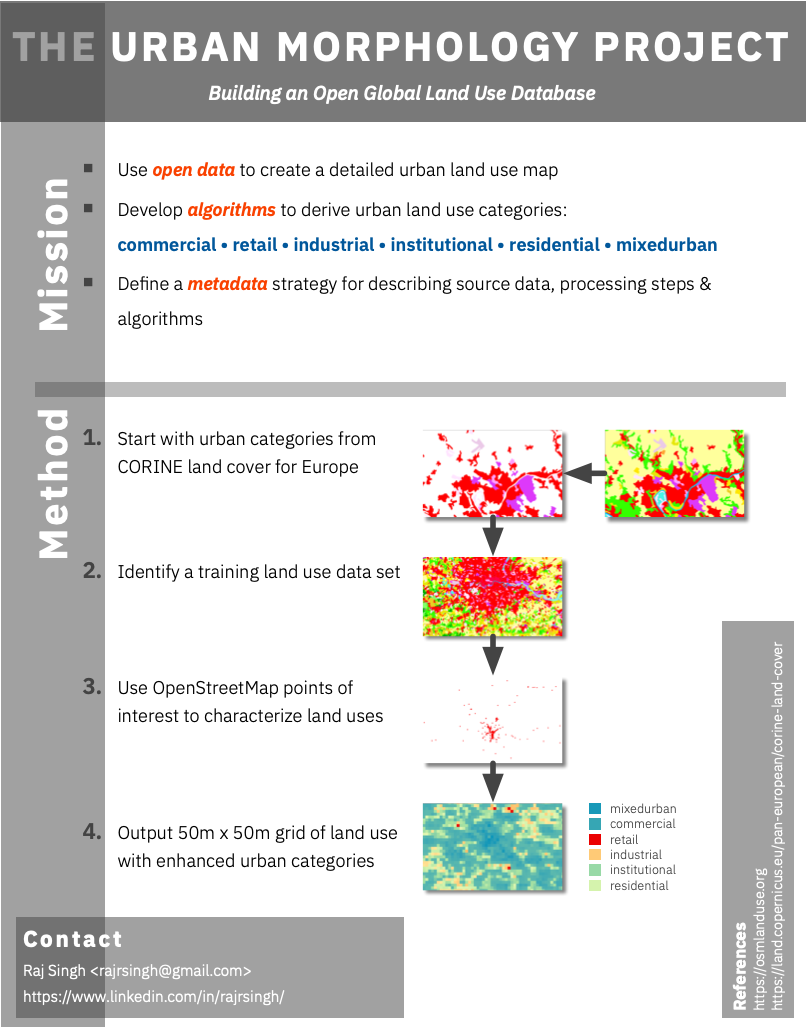 THE URBAN MORPHOLOGY PROJECT
Building an Open Global Land Use Database
Mission
▪ Use open data to create a detailed urban land use map
▪ Develop algorithms to derive urban land use categories:
commercial • retail • industrial • institutional • residential • mixedurban
▪ Define a metadata strategy for describing source data, processing steps &
algorithms
Method
1. Start with urban categories from
CORINE land cover for Europe
2. Identify a training land use data set
3. Use OpenStreetMap points of
interest to characterize land uses
4. Output 50m x 50m grid of land use
with enhanced urban categories
mixedurban
commercial
retail
industrial
institutional
residential
Contact
Raj Singh <rajrsingh@gmail.com>
https://www.linkedin.com/in/rajrsingh/
References
https://osmlanduse.org
https://land.copernicus.eu/pan-european/corine-land-cover